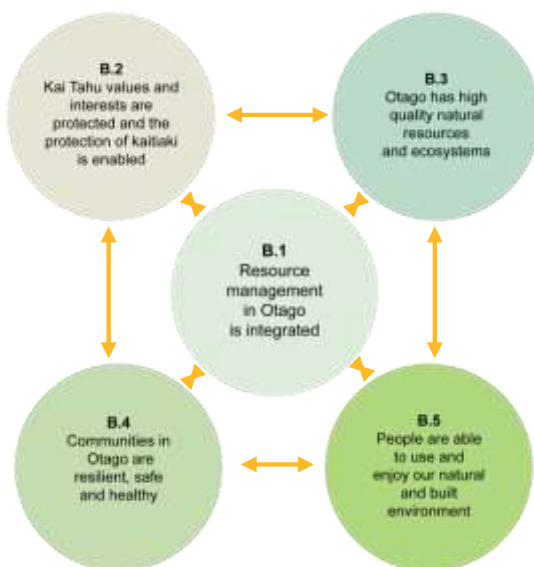 B.2
Kai Tahu values and
interests are
protected and the
protection of kaitiaki
is enabled
B.3
Otago has high
quality natural
resources
and ecosystems
B.1
Resource
management
in Otago
is integrated
B.4
Communities in
Otago are
resilient, safe
and healthy
B.5
People are able
to use and
enjoy our natural
and built
environment